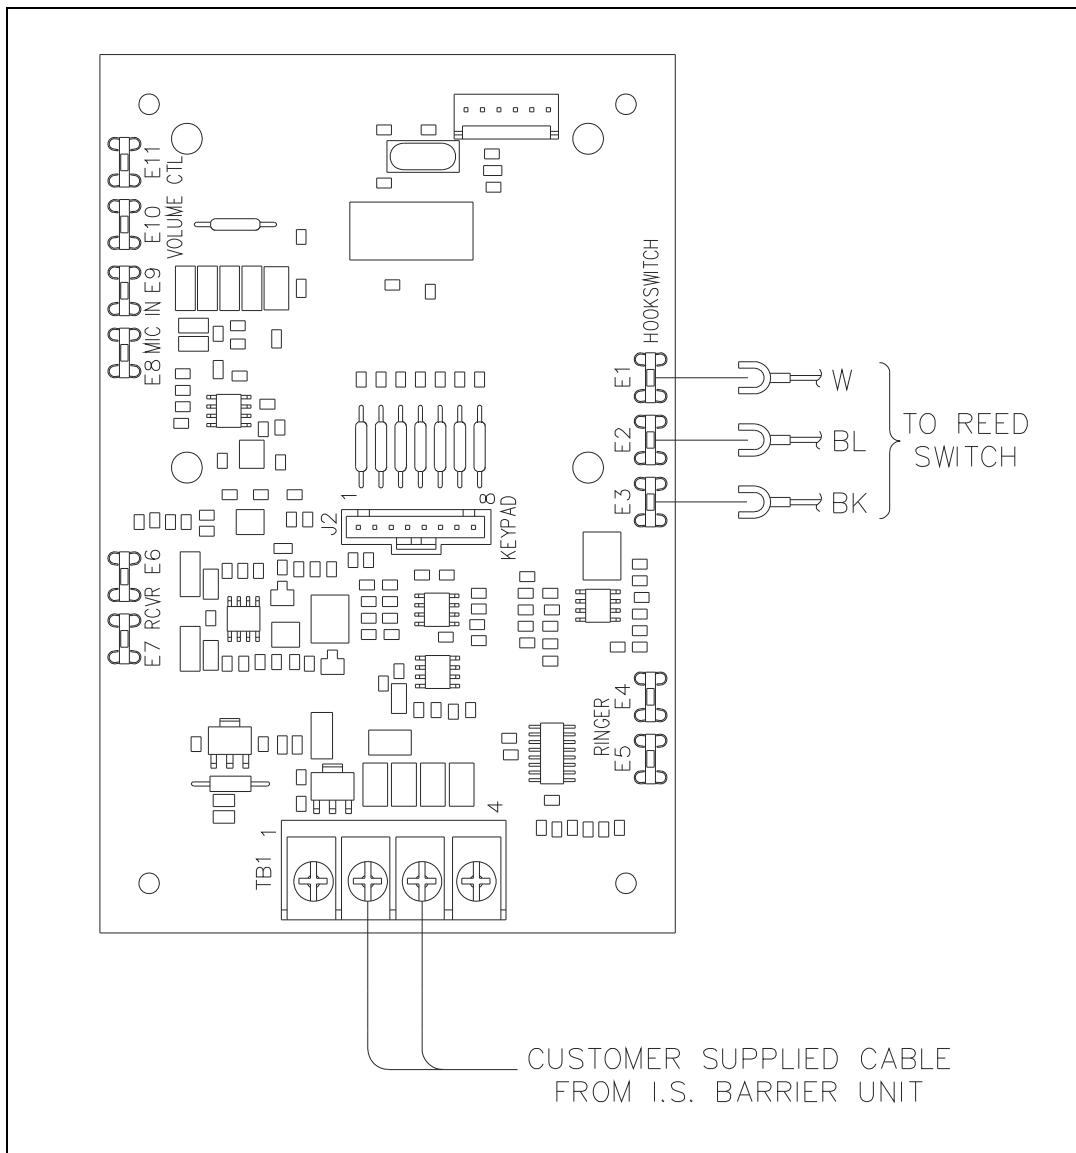 E11
E10
VOLUME CTL
E9
E8
MIC IN
HOOKSWITCH
E1
E2
E3
W
BL
BK
TO REED
SWITCH
1
8
J2
KEYPAD
E6
E7
RCVR
E4
E5
RINGER
TB1
1
4
CUSTOMER SUPPLIED CABLE
FROM I.S. BARRIER UNIT